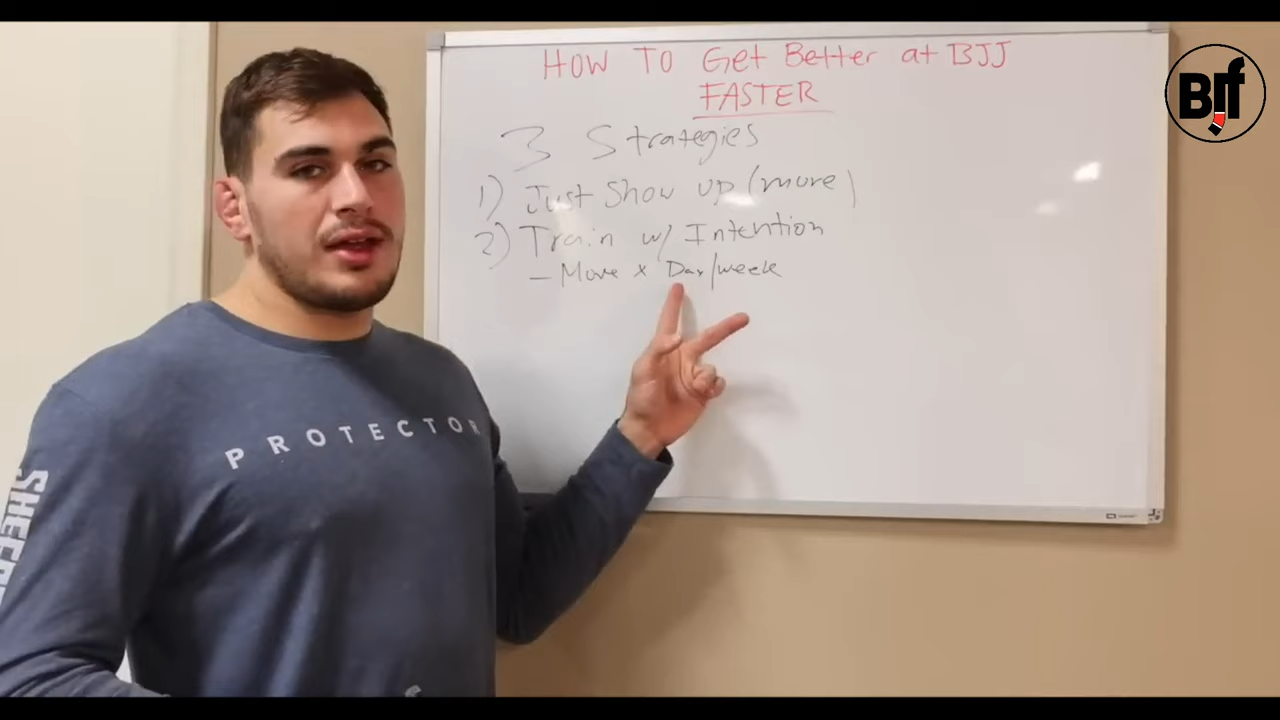 HOW TO Get Better at BJJ
FASTER
3 Strategies
1) Just Show up (more)
2) Train w/ Intention
- Move x Day/week
PROTECTOR
BJf